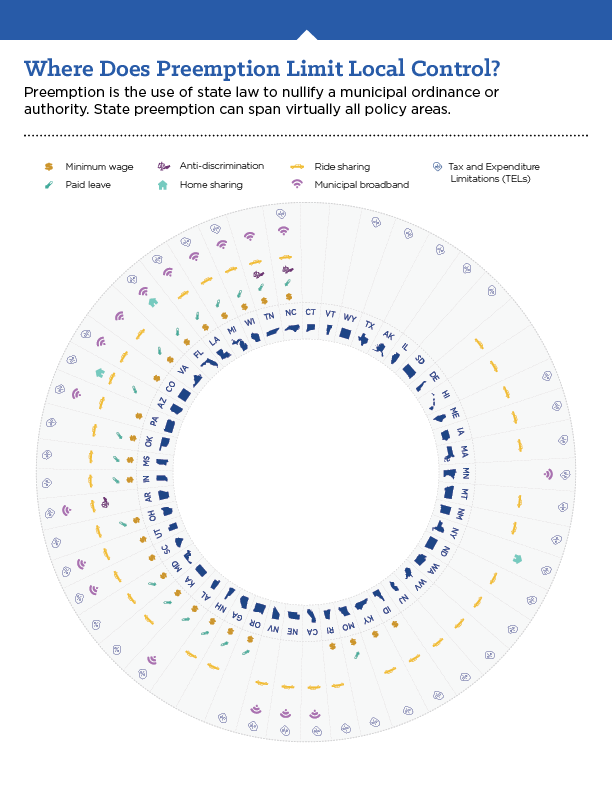 Where Does Preemption Limit Local Control?
Preemption is the use of state law to nullify a municipal ordinance or
authority. State preemption can span virtually all policy areas.
Minimum wage
Anti-discrimination
Ride sharing
Tax and Expenditure
Limitations (TELs)
Paid leave
Home sharing
Municipal broadband
CT
VT
WY
TX
AK
IL
SD
DE
HI
ME
IA
MA
MN
MT
NM
NY
ND
WA
WV
NJ
ID
KY
MO
RI
CA
NE
NV
OR
GA
NH
AL
KA
MD
SC
UT
OH
AR
IN
MS
OK
PA
AZ
CO
VA
FL
LA
MI
WI
TN
NC